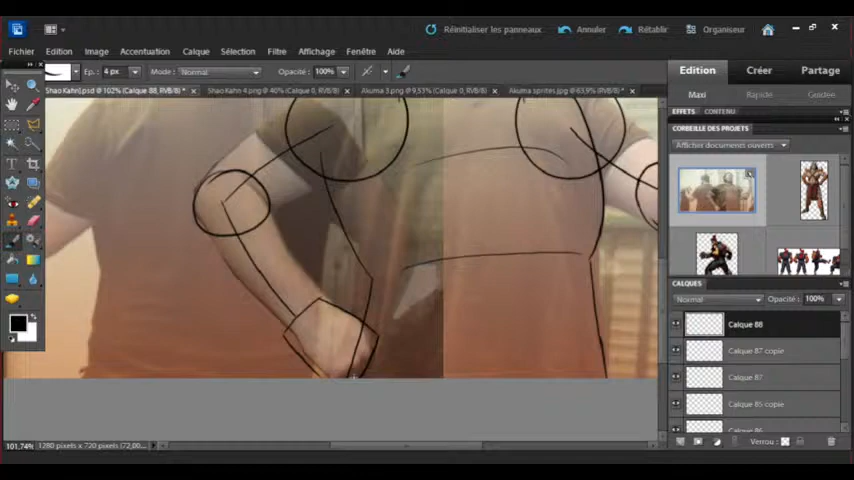 Réinitialiser les panneaux. Annuler Rétablir Organiseur
Fichier Edition Image Accentuation Calque Sélection Filtre Affichage Fenêtre Aide
Ep.: 4 px Mode: Normal Opacité: 100%
Edition Créer Partage
Shao Kahn J.psd @ 102% (Calque 88, RVB/8) * Shao Kahn 4.png @ 40% (Calque 0, RVB/8) Akuma 3.png @ 9,53% (Calque 0, RVB/8) Akuma sprites.jpg @ 63,9% (RVB/8) *
Maxi Rapide Guidée
EFFETS CONTENU
CORBEILLE DES PROJETS
Afficher documents ouverts
CALQUES
Normal Opacité: 100%
Calque 88
Calque 87 copie
Calque 87
Calque 85 copie
Calque 86
101,74% 1280 pixels x 720 pixels (72,00... Verrou: